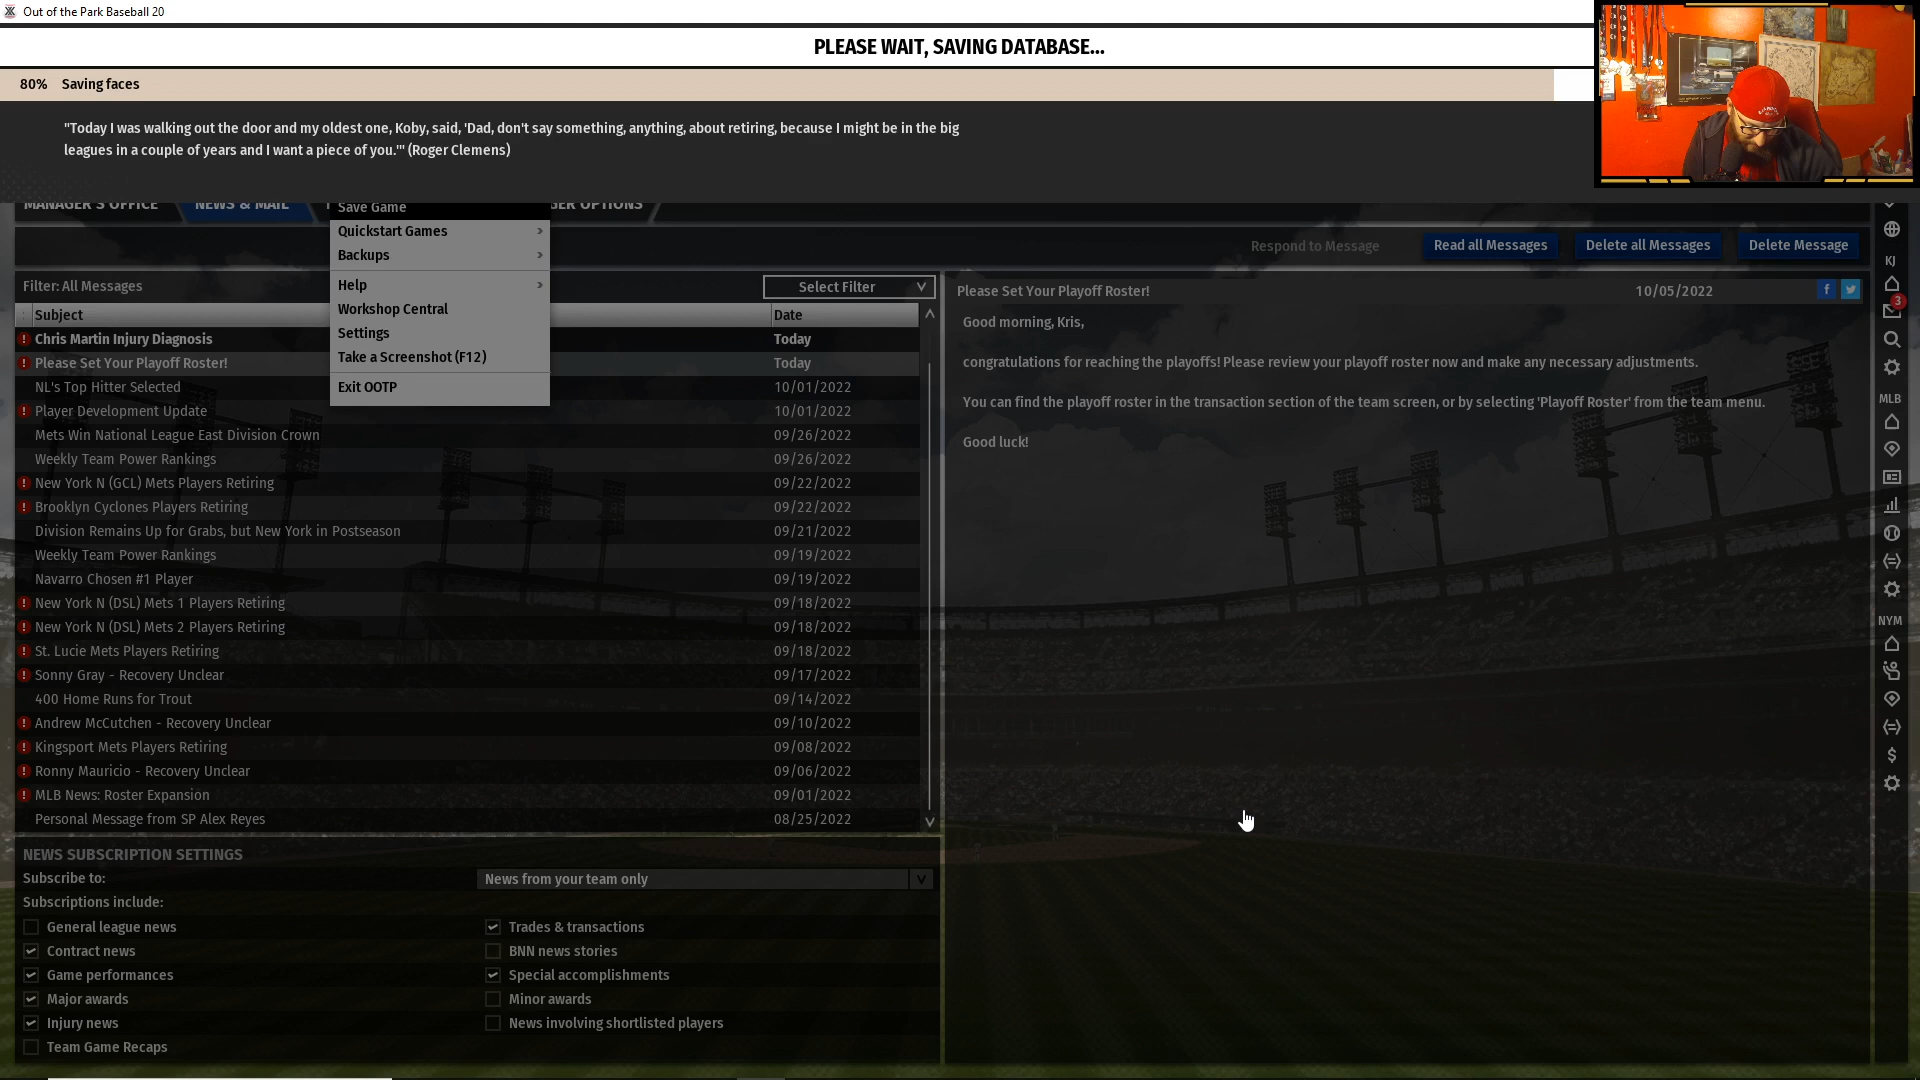 Out of the Park Baseball 20
PLEASE WAIT, SAVING DATABASE...
80% Saving faces
"Today I was walking out the door and my oldest one, Koby, said, 'Dad, don't say something, anything, about retiring, because I might be in the big
leagues in a couple of years and I want a piece of you.'" (Roger Clemens)
MANAGER'S OFFICE
NEWS & MAIL
OPTIONS
Save Game
Quickstart Games
Backups
Help
Workshop Central
Settings
Take a Screenshot (F12)
Exit OOTP
Respond to Message
Read all Messages
Delete all Messages
Delete Message
Filter: All Messages
Select Filter
Subject Date
Chris Martin Injury Diagnosis Today
Please Set Your Playoff Roster! Today
NL's Top Hitter Selected 10/01/2022
Player Development Update 10/01/2022
Mets Win National League East Division Crown 09/26/2022
Weekly Team Power Rankings 09/26/2022
New York N (GCL) Mets Players Retiring 09/22/2022
Brooklyn Cyclones Players Retiring 09/22/2022
Division Remains Up for Grabs, but New York in Postseason 09/21/2022
Weekly Team Power Rankings 09/19/2022
Navarro Chosen #1 Player 09/19/2022
New York N (DSL) Mets 1 Players Retiring 09/18/2022
New York N (DSL) Mets 2 Players Retiring 09/18/2022
St. Lucie Mets Players Retiring 09/18/2022
Sonny Gray - Recovery Unclear 09/17/2022
400 Home Runs for Trout 09/14/2022
Andrew McCutchen - Recovery Unclear 09/10/2022
Kingsport Mets Players Retiring 09/08/2022
Ronny Mauricio - Recovery Unclear 09/06/2022
MLB News: Roster Expansion 09/01/2022
Personal Message from SP Alex Reyes 08/25/2022
Please Set Your Playoff Roster! 10/05/2022
Good morning, Kris,
congratulations for reaching the playoffs! Please review your playoff roster now and make any necessary adjustments.
You can find the playoff roster in the transaction section of the team screen, or by selecting 'Playoff Roster' from the team menu.
Good luck!
KJ
3
MLB
NYM
NEWS SUBSCRIPTION SETTINGS
Subscribe to: News from your team only
Subscriptions include:
General league news
Trades & transactions
Contract news
BNN news stories
Game performances
Special accomplishments
Major awards
Minor awards
Injury news
News involving shortlisted players
Team Game Recaps